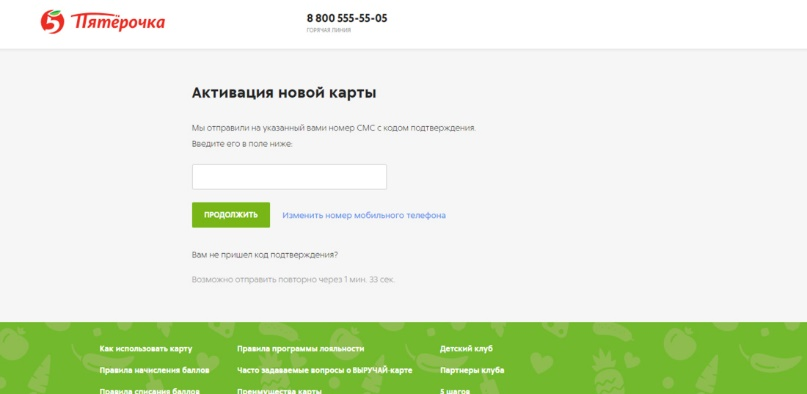 5 Пятёрочка
8 800 555-55-05
ГОРЯЧАЯ ЛИНИЯ
Активация новой карты
Мы отправили на указанный вами номер СМС с кодом подтверждения.
Введите его в поле ниже:
ПРОДОЛЖИТЬ Изменить номер мобильного телефона
Вам не пришел код подтверждения?
Возможно отправить повторно через 1 мин. 33 сек.
Как использовать карту Правила программы лояльности Детский клуб
Правила начисления баллов Часто задаваемые вопросы о ВЫРУЧАЙ-карте Партнеры клуба
Правила списания баллов Преимущества карты 5 шагов